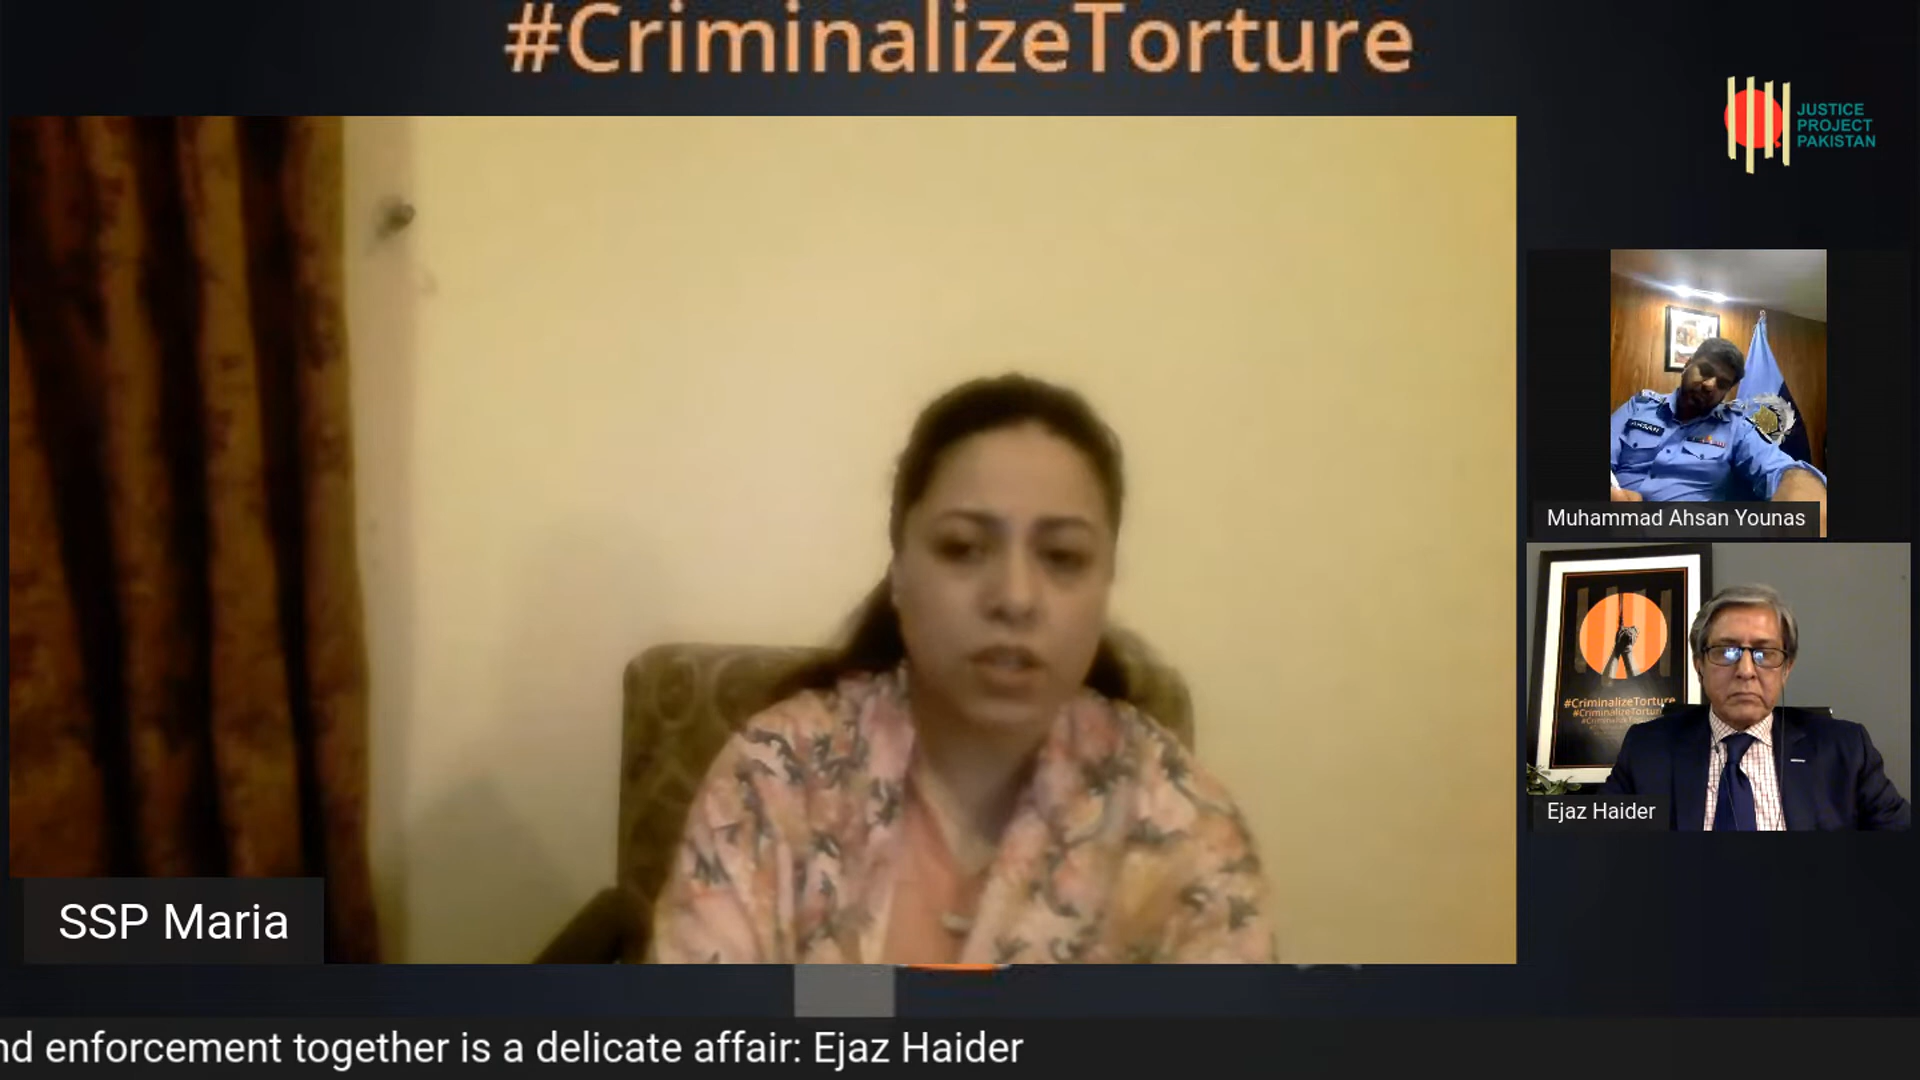 #CriminalizeTorture
JUSTICE
PROJECT
PAKISTAN
Muhammad Ahsan Younas
#CriminalizeTorture
#CriminalizeTorture
Ejaz Haider
SSP Maria
nd enforcement together is a delicate affair: Ejaz Haider